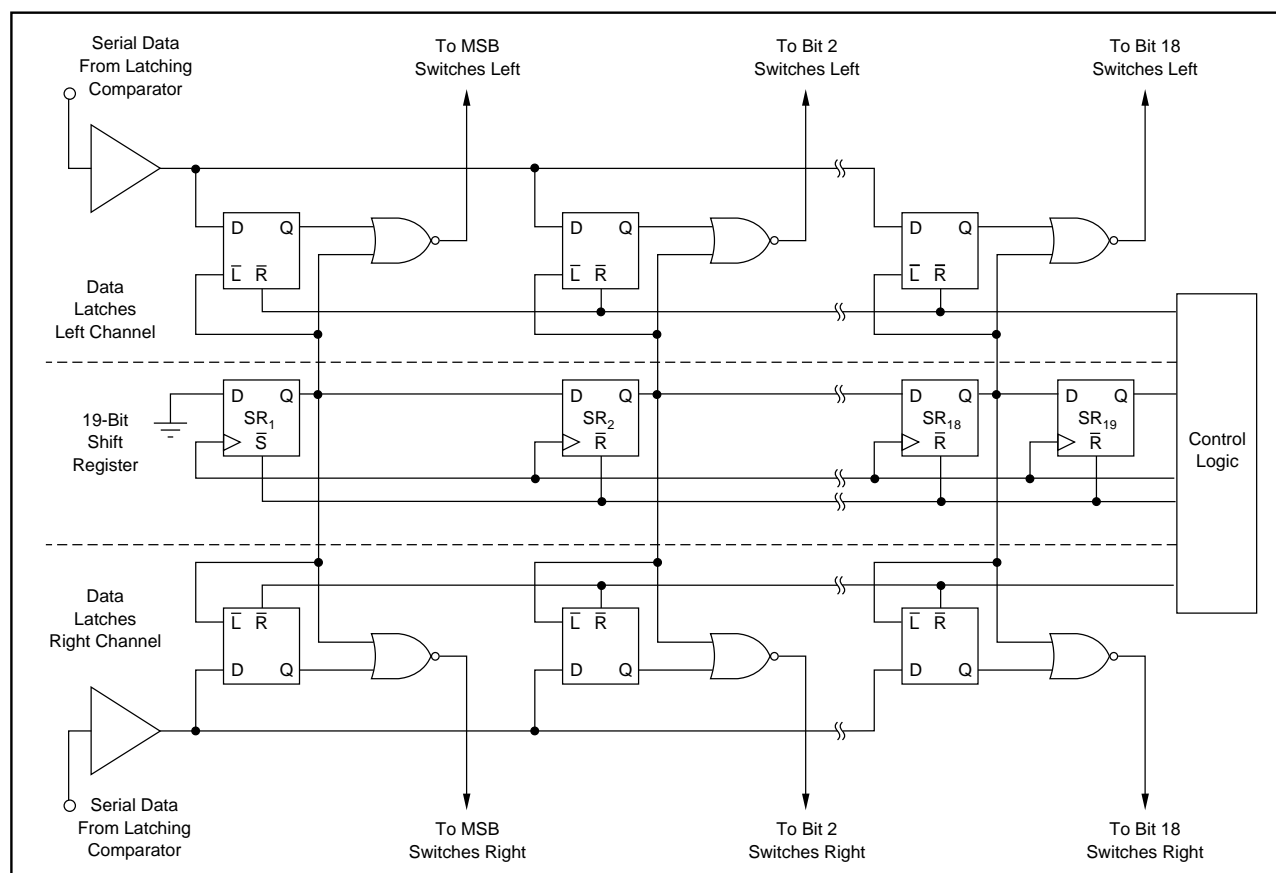 Serial Data
From Latching
Comparator
To MSB
Switches Left
To Bit 2
Switches Left
To Bit 18
Switches Left
D Q
L̅ R̅
D Q
L̅ R̅
D Q
L̅ R̅
Data
Latches
Left Channel
19-Bit
Shift
Register
D Q
SR1
S̅
D Q
SR2
R̅
D Q
SR18
R̅
D Q
SR19
R̅
Control
Logic
Data
Latches
Right Channel
L̅ R̅
D Q
L̅ R̅
D Q
L̅ R̅
D Q
Serial Data
From Latching
Comparator
To MSB
Switches Right
To Bit 2
Switches Right
To Bit 18
Switches Right